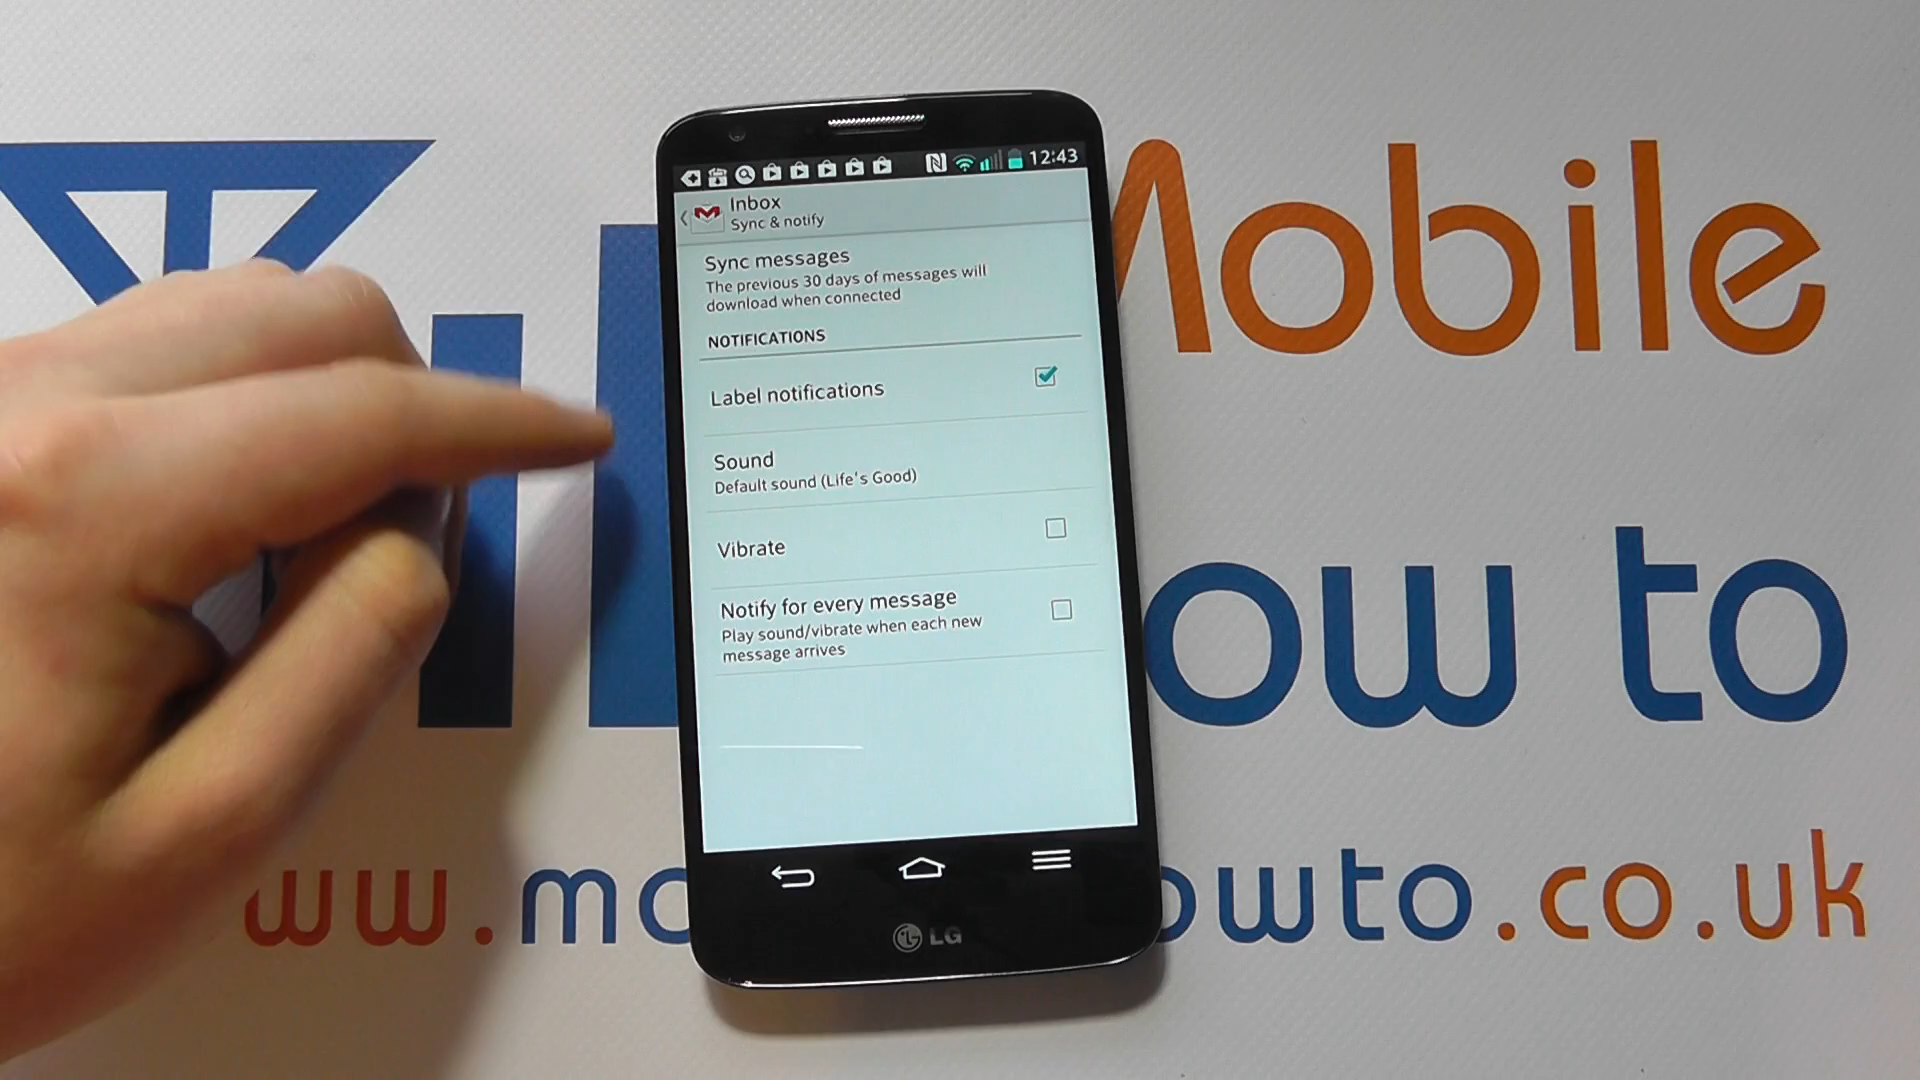 12:43
Inbox
Sync & notify
Sync messages
The previous 30 days of messages will
download when connected
NOTIFICATIONS
Label notifications
Sound
Default sound (Life's Good)
Vibrate
Notify for every message
Play sound/vibrate when each new
message arrives
LG
Mobile
ow to
ww.mo
owto.co.uk